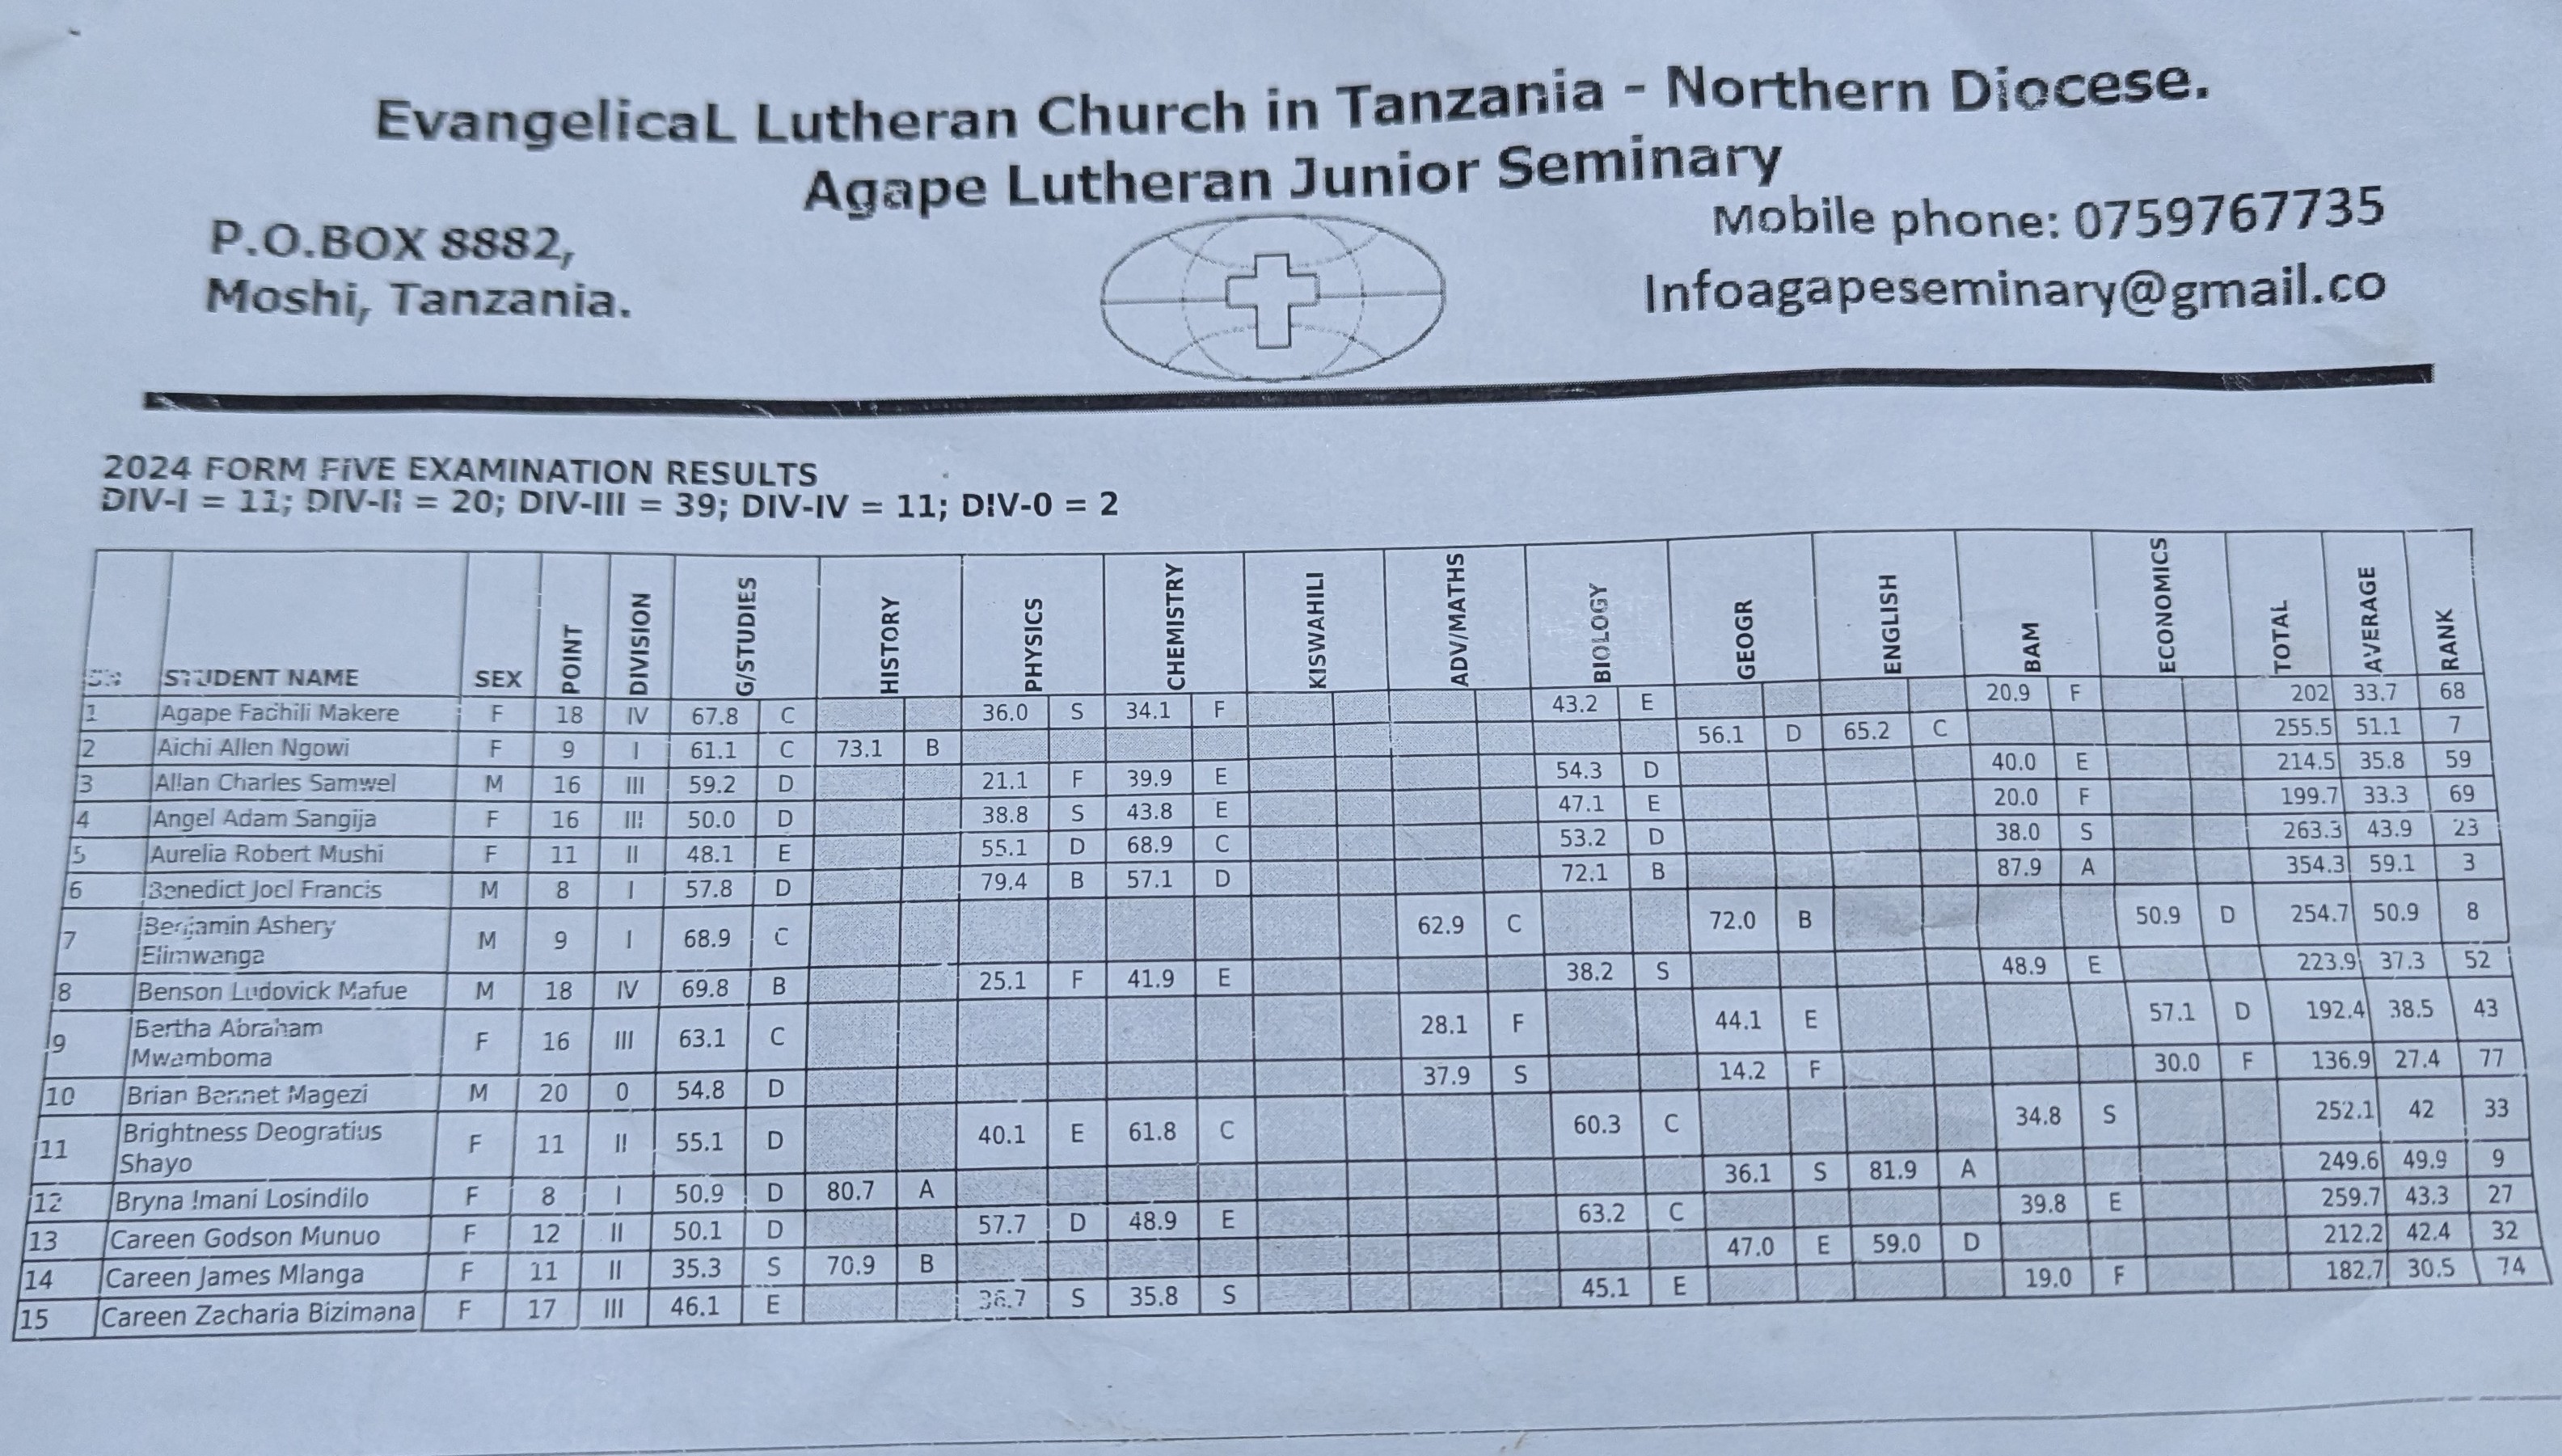 EvangelicaL Lutheran Church in Tanzania - Northern Diocese.
Agape Lutheran Junior Seminary
P.O.BOX 8882,
Moshi, Tanzania.
Mobile phone: 0759767735
Infoagapeseminary@gmail.co
2024 FORM FIVE EXAMINATION RESULTS
DIV-I = 11; DIV-II = 20; DIV-III = 39; DIV-IV = 11; DIV-0 = 2
STUDENT NAME SEX POINT DIVISION G/STUDIES HISTORY PHYSICS CHEMISTRY KISWAHILI ADV/MATHS BIOLOGY GEOGR ENGLISH BAM ECONOMICS TOTAL AVERAGE RANK
1 Agape Fachili Makere F 18 IV 67.8 C 36.0 S 34.1 F 43.2 E 20.9 F 202 33.7 68
2 Aichi Allen Ngowi F 9 I 61.1 C 73.1 B 56.1 D 65.2 C 255.5 51.1 7
3 Allan Charles Samwel M 16 III 59.2 D 21.1 F 39.9 E 54.3 D 40.0 E 214.5 35.8 59
4 Angel Adam Sangija F 16 III 50.0 D 38.8 S 43.8 E 47.1 E 20.0 F 199.7 33.3 69
5 Aurelia Robert Mushi F 11 II 48.1 E 55.1 D 68.9 C 53.2 D 38.0 S 263.3 43.9 23
6 Benedict Joel Francis M 8 I 57.8 D 79.4 B 57.1 D 72.1 B 87.9 A 354.3 59.1 3
7 Benjamin Ashery
Elimwanga M 9 I 68.9 C 62.9 C 72.0 B 50.9 D 254.7 50.9 8
8 Benson Ludovick Mafue M 18 IV 69.8 B 25.1 F 41.9 E 38.2 S 48.9 E 223.9 37.3 52
9 Bertha Abraham
Mwamboma F 16 III 63.1 C 28.1 F 44.1 E 57.1 D 192.4 38.5 43
10 Brian Bennet Magezi M 20 0 54.8 D 37.9 S 14.2 F 30.0 F 136.9 27.4 77
11 Brightness Deogratius
Shayo F 11 II 55.1 D 40.1 E 61.8 C 60.3 C 34.8 S 252.1 42 33
12 Bryna Imani Losindilo F 8 I 50.9 D 80.7 A 36.1 S 81.9 A 249.6 49.9 9
13 Careen Godson Munuo F 12 II 50.1 D 57.7 D 48.9 E 63.2 C 39.8 E 259.7 43.3 27
14 Careen James Mlanga F 11 II 35.3 S 70.9 B 47.0 E 59.0 D 212.2 42.4 32
15 Careen Zacharia Bizimana F 17 III 46.1 E 36.7 S 35.8 S 45.1 E 19.0 F 182.7 30.5 74